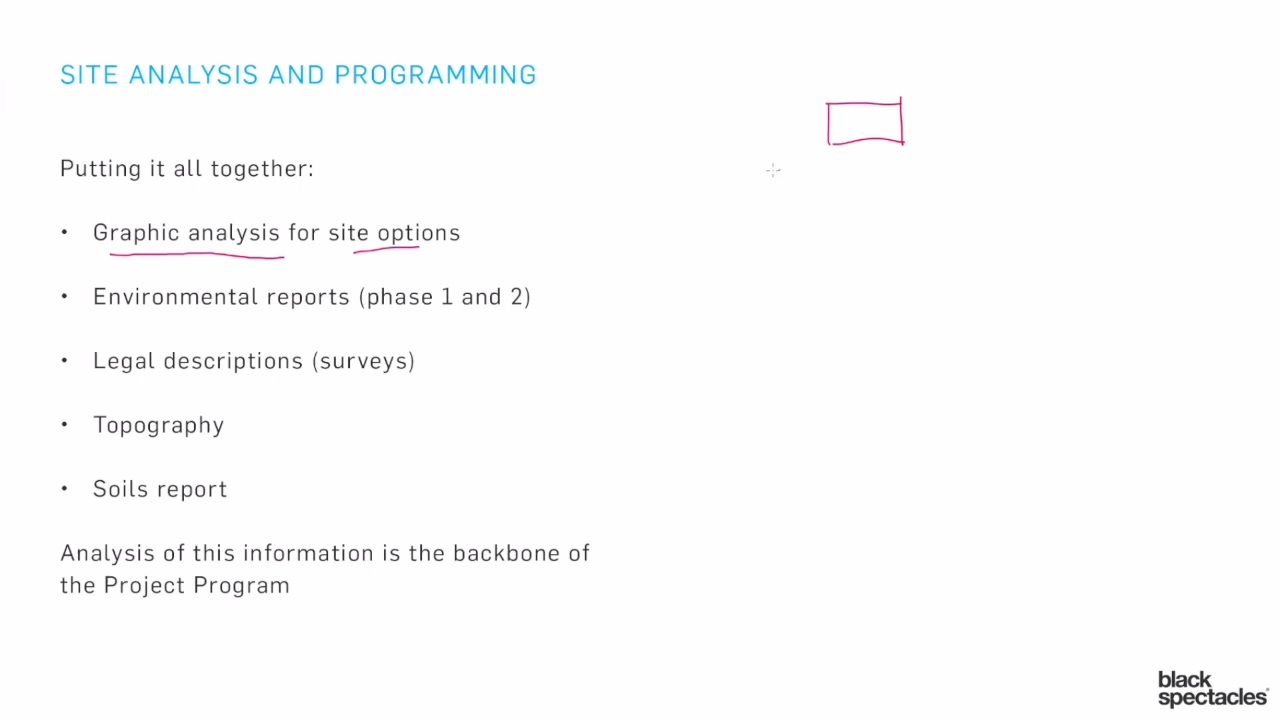 SITE ANALYSIS AND PROGRAMMING
Putting it all together:
• Graphic analysis for site options
• Environmental reports (phase 1 and 2)
• Legal descriptions (surveys)
• Topography
• Soils report
Analysis of this information is the backbone of
the Project Program
black
spectacles®